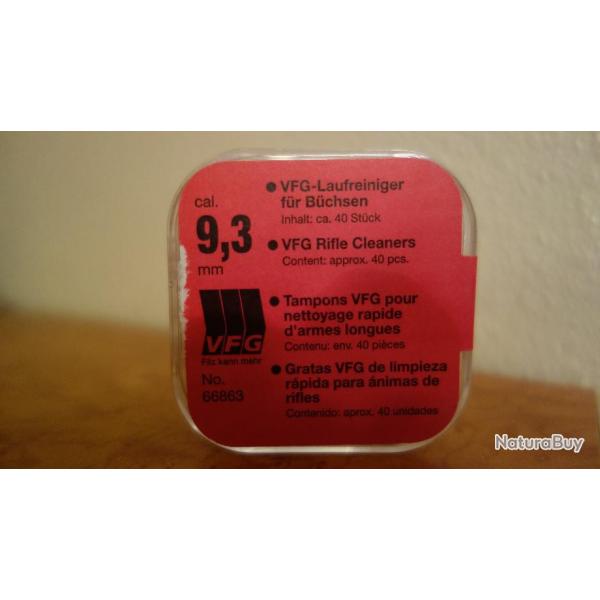 cal.
9,3
mm
VFG
Filz kann mehr
No.
66863
● VFG-Laufreiniger
für Büchsen
Inhalt: ca. 40 Stück
● VFG Rifle Cleaners
Content: approx. 40 pcs.
● Tampons VFG pour
nettoyage rapide
d'armes longues
Contenu: env. 40 pièces
● Gratas VFG de limpieza
rápida para ánimas de
rifles
Contenido: aprox. 40 unidades
NaturaBuy